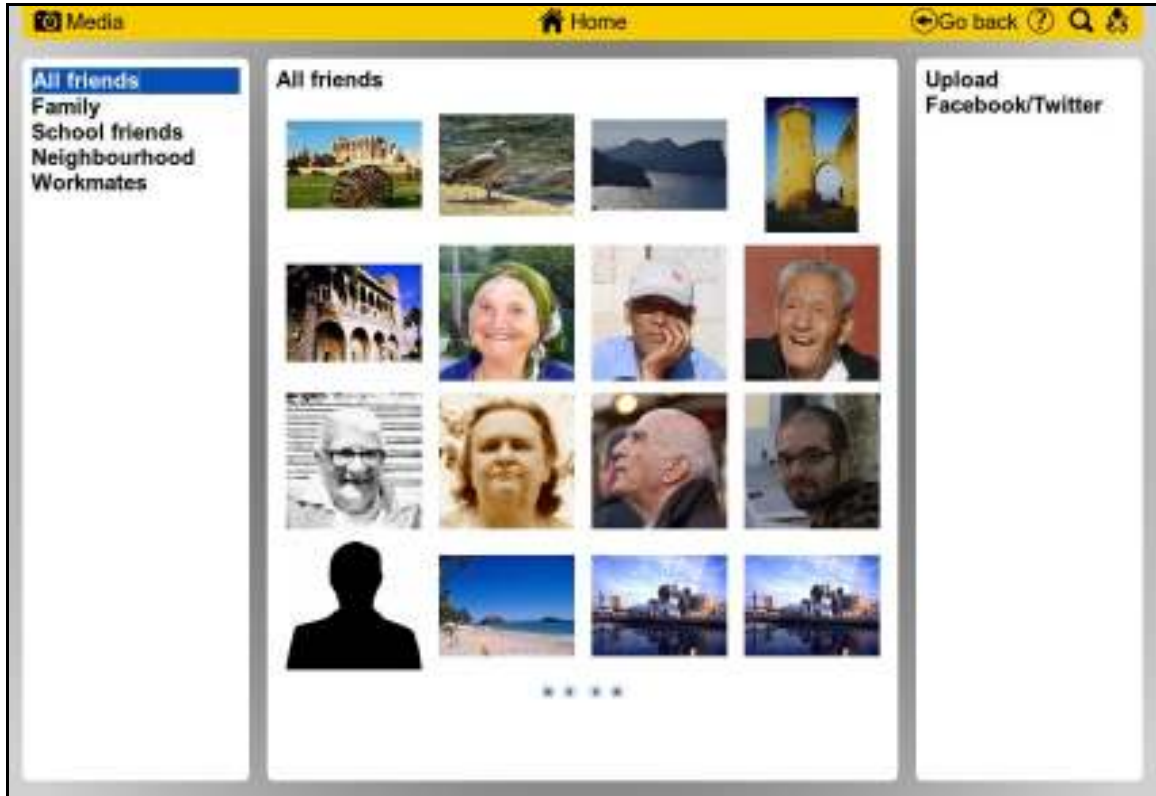 Media
Home
Go back ?
All friends
Family
School friends
Neighbourhood
Workmates
All friends
Upload
Facebook/Twitter